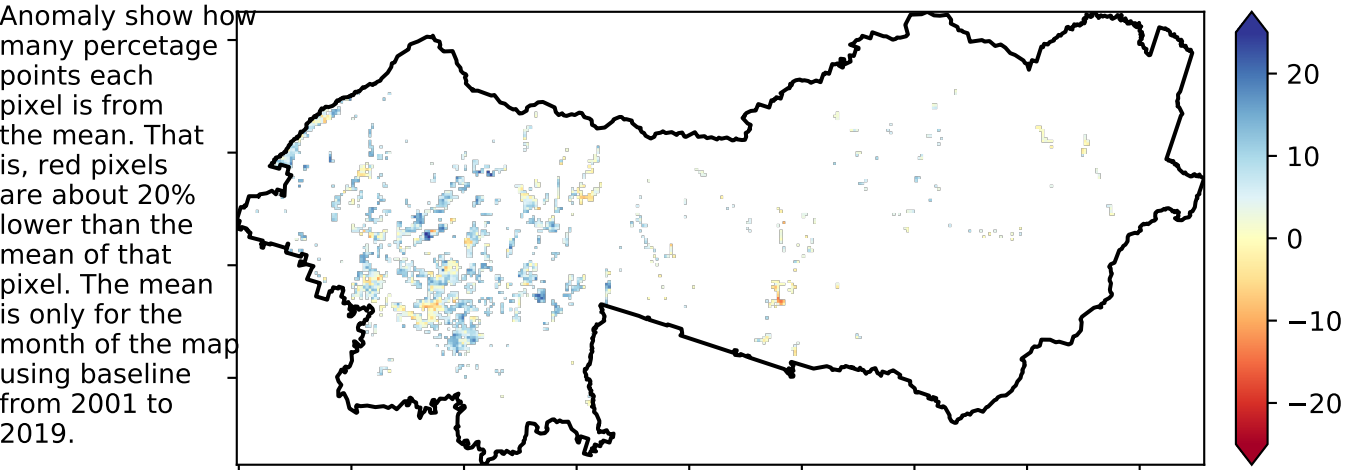 Anomaly show how
many percetage
points each
pixel is from
the mean. That
is, red pixels
are about 20%
lower than the
mean of that
pixel. The mean
is only for the
month of the map
using baseline
from 2001 to
2019.
20
10
0
−10
−20